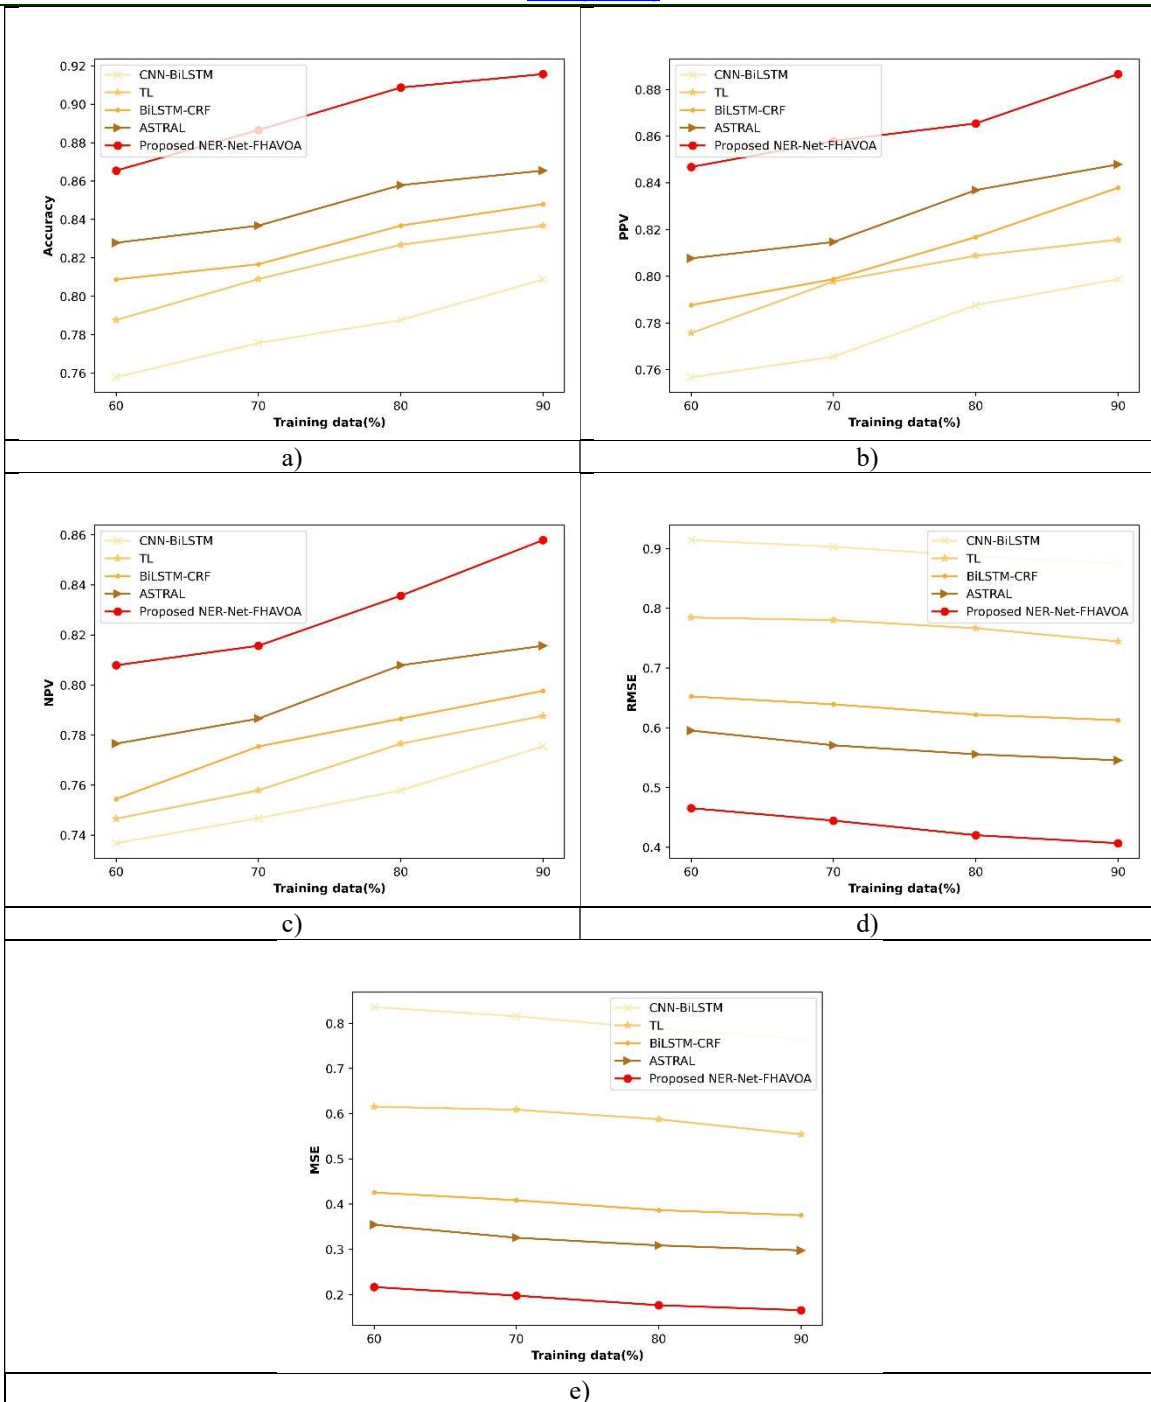 0.92
0.90
0.88
0.86
0.84
0.82
0.80
0.78
0.76
Accuracy
CNN-BiLSTM
TL
BiLSTM-CRF
ASTRAL
Proposed NER-Net-FHAVOA
60 70 80 90
Training data(%)
a)
0.88
0.86
0.84
0.82
0.80
0.78
0.76
PPV
CNN-BiLSTM
TL
BiLSTM-CRF
ASTRAL
Proposed NER-Net-FHAVOA
60 70 80 90
Training data(%)
b)
0.86
0.84
0.82
0.80
0.78
0.76
0.74
NPV
CNN-BiLSTM
TL
BiLSTM-CRF
ASTRAL
Proposed NER-Net-FHAVOA
60 70 80 90
Training data(%)
c)
0.9
0.8
0.7
0.6
0.5
0.4
RMSE
CNN-BiLSTM
TL
BiLSTM-CRF
ASTRAL
Proposed NER-Net-FHAVOA
60 70 80 90
Training data(%)
d)
0.8
0.7
0.6
0.5
0.4
0.3
0.2
MSE
CNN-BiLSTM
TL
BiLSTM-CRF
ASTRAL
Proposed NER-Net-FHAVOA
60 70 80 90
Training data(%)
e)